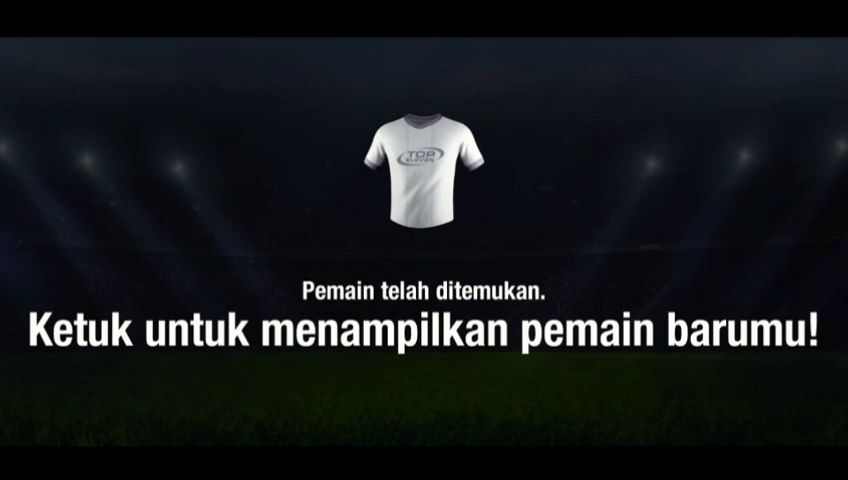 TOP
ELEVEN
Pemain telah ditemukan.
Ketuk untuk menampilkan pemain barumu!